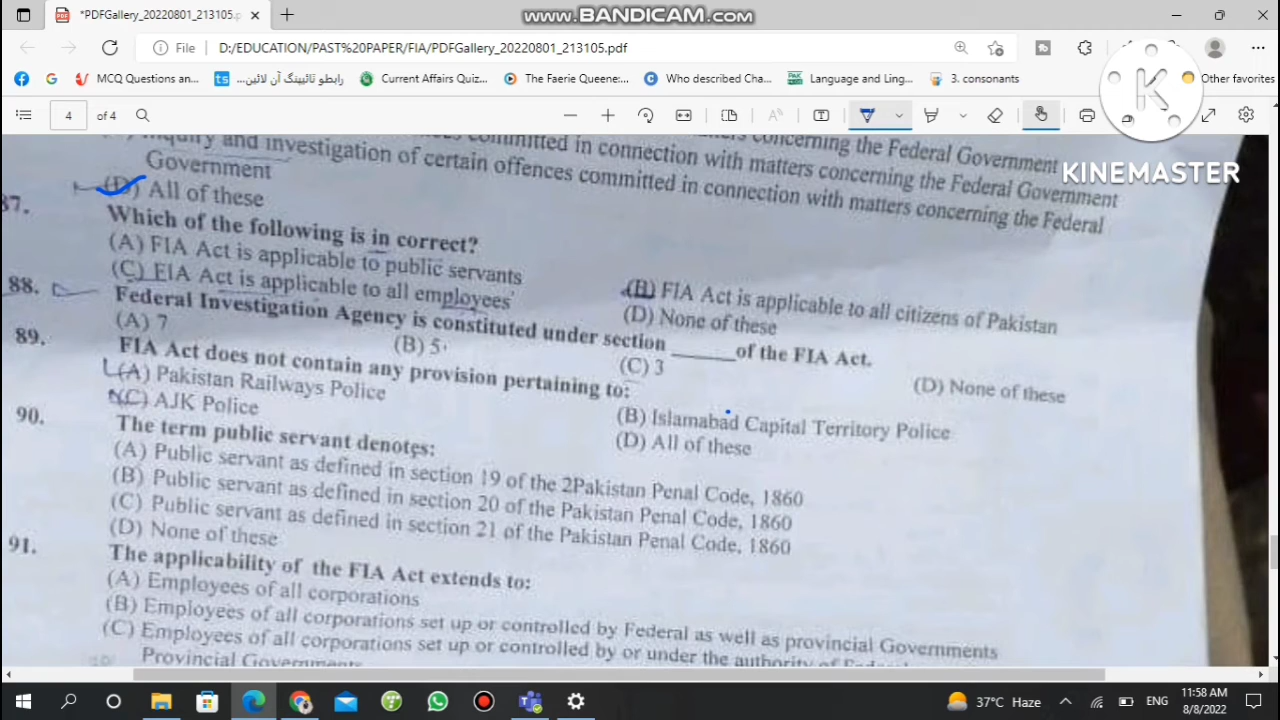 *PDFGallery_20220801_213105.p
www.BANDICAM.com
File D:/EDUCATION/PAST%20PAPER/FIA/PDFGallery_20220801_213105.pdf
MCQ Questions an... رابطو ٹائپینگ آن لائین... Current Affairs Quiz... The Faerie Queene:... Who described Cha... Language and Ling... 3. consonants Other favorites
4 of 4
K
KINEMASTER
committed in connection with matters concerning the Federal Government
and investigation of certain offences committed in connection with matters concerning the Federal
Government
(D) All of these
87. Which of the following is in correct?
(A) FIA Act is applicable to public servants
(B) FIA Act is applicable to all citizens of Pakistan
(C) FIA Act is applicable to all employees
(D) None of these
88. Federal Investigation Agency is constituted under section ______of the FIA Act.
(A) 7 (B) 5 (C) 3 (D) None of these
89. FIA Act does not contain any provision pertaining to:
(A) Pakistan Railways Police (B) Islamabad Capital Territory Police
(C) AJK Police (D) All of these
90. The term public servant denotes:
(A) Public servant as defined in section 19 of the 2Pakistan Penal Code, 1860
(B) Public servant as defined in section 20 of the Pakistan Penal Code, 1860
(C) Public servant as defined in section 21 of the Pakistan Penal Code, 1860
(D) None of these
91. The applicability of the FIA Act extends to:
(A) Employees of all corporations
(B) Employees of all corporations set up or controlled by Federal as well as provincial Governments
(C) Employees of all corporations set up or controlled by or under the authority of
Provincial
37°C Haze ENG 11:58 AM
8/8/2022